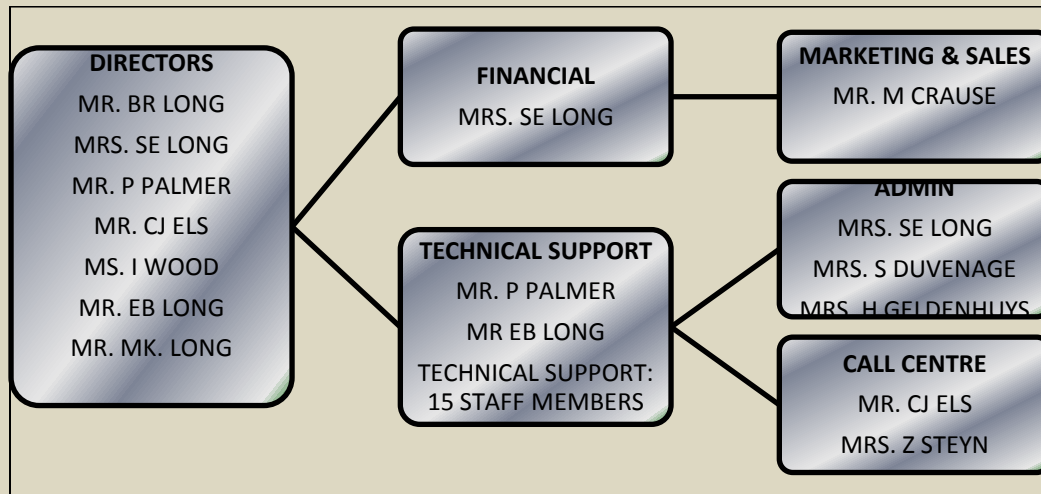 DIRECTORS
MR. BR LONG
MRS. SE LONG
MR. P PALMER
MR. CJ ELS
MS. I WOOD
MR. EB LONG
MR. MK. LONG
FINANCIAL
MRS. SE LONG
MARKETING & SALES
MR. M CRAUSE
TECHNICAL SUPPORT
MR. P PALMER
MR EB LONG
TECHNICAL SUPPORT:
15 STAFF MEMBERS
ADMIN
MRS. SE LONG
MRS. S DUVENAGE
MRS. H GELDENHUYS
CALL CENTRE
MR. CJ ELS
MRS. Z STEYN